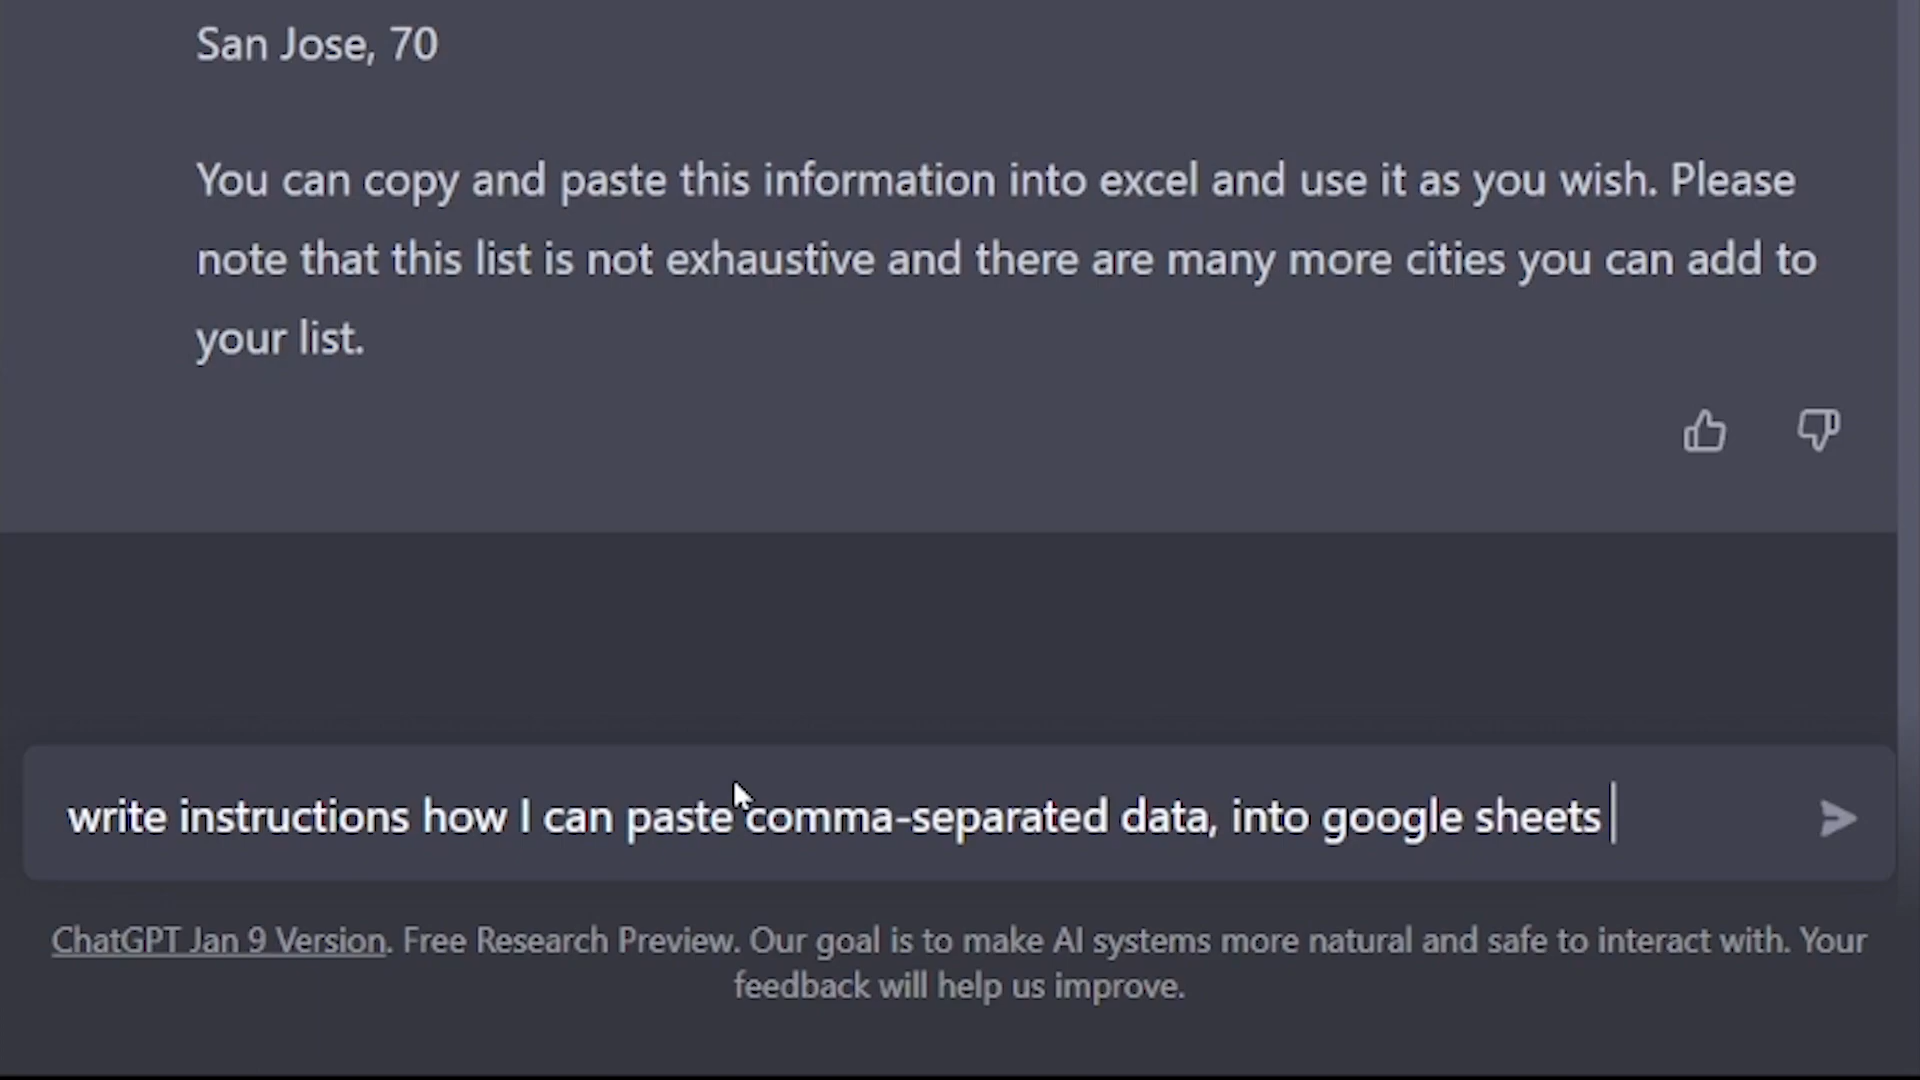 San Jose, 70
You can copy and paste this information into excel and use it as you wish. Please
note that this list is not exhaustive and there are many more cities you can add to
your list.
write instructions how I can paste comma-separated data, into google sheets
ChatGPT Jan 9 Version. Free Research Preview. Our goal is to make AI systems more natural and safe to interact with. Your
feedback will help us improve.